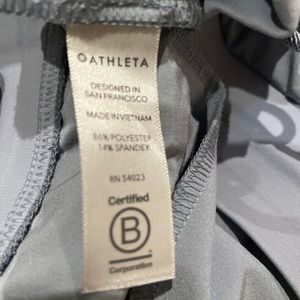 ATHLETA
DESIGNED IN
SAN FRANCISCO
MADE IN VIETNAM
86% POLYESTER
14% SPANDEX
RN 54023
Certified
B
Corporation